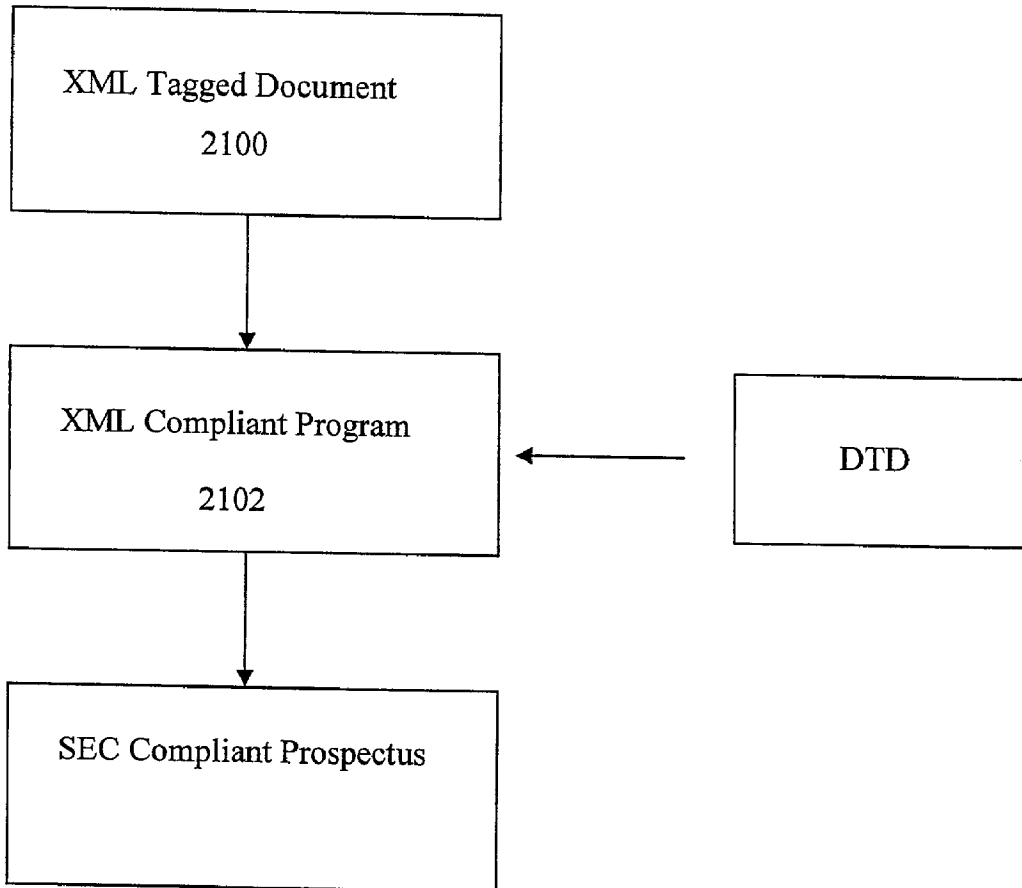 XML Tagged Document
2100
XML Compliant Program
2102
DTD
SEC Compliant Prospectus